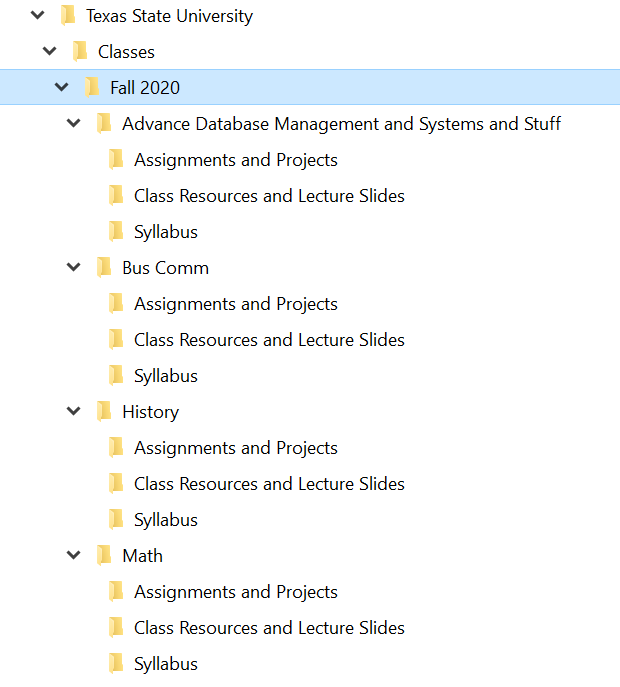 Texas State University
Classes
Fall 2020
Advance Database Management and Systems and Stuff
Assignments and Projects
Class Resources and Lecture Slides
Syllabus
Bus Comm
Assignments and Projects
Class Resources and Lecture Slides
Syllabus
History
Assignments and Projects
Class Resources and Lecture Slides
Syllabus
Math
Assignments and Projects
Class Resources and Lecture Slides
Syllabus